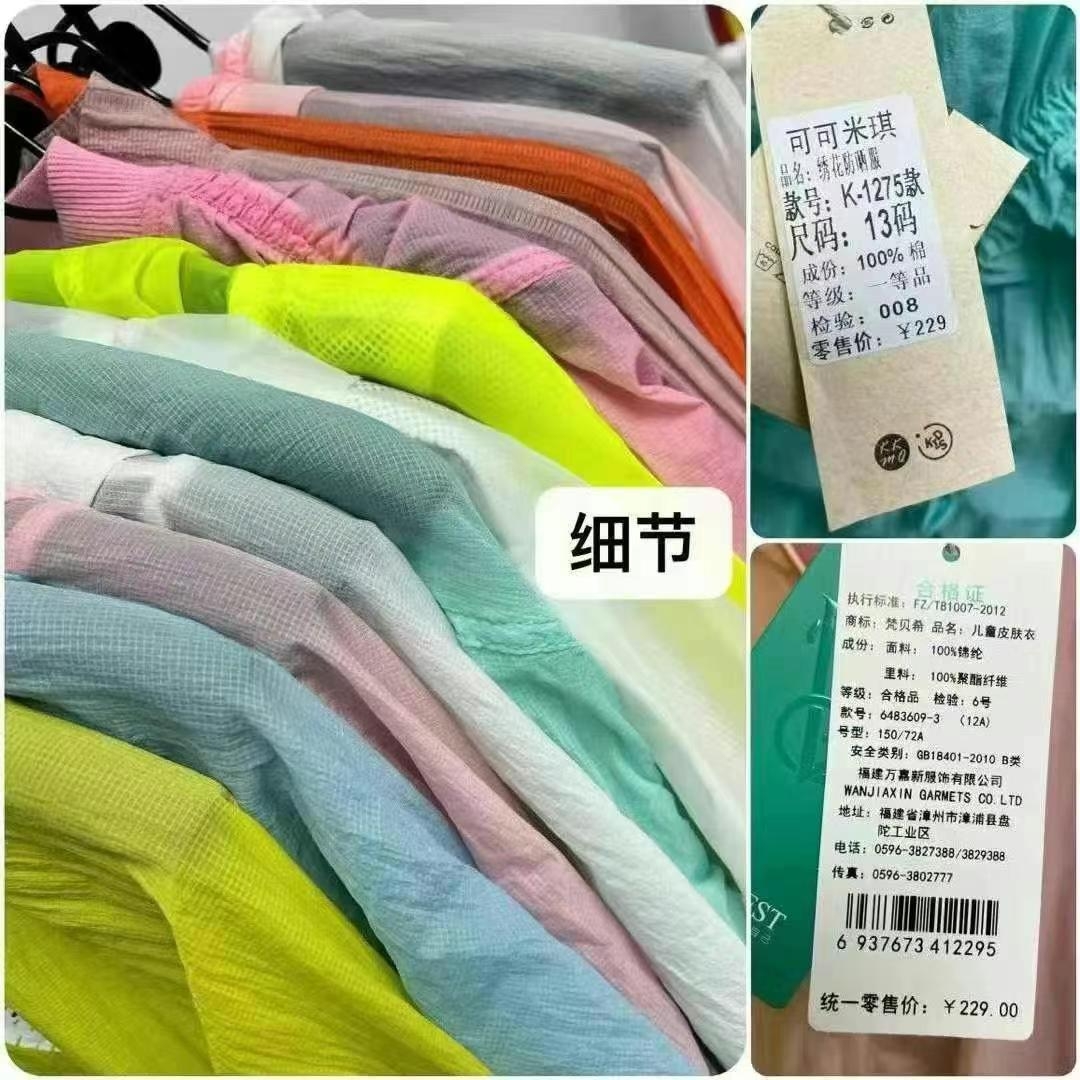 细节
可可米琪
品名：绣花防晒服
款号：K-1275款
尺码：13码
成份：100%棉
等级：一等品
检验：008
零售价：￥229
KK
mQ
KIDS
合格证
执行标准：FZ/T81007-2012
商标：梵贝希 品名：儿童皮肤衣
成份：面料：100%锦纶
里料：100%聚酯纤维
等级：合格品 检验：6号
款号：6483609-3 （12A）
号型：150/72A
安全类别：GB18401-2010 B类
福建万嘉新服饰有限公司
WANJIAXIN GARMETS CO.LTD
地址：福建省漳州市漳浦县盘
陀工业区
电话：0596-3827388/3829388
传真：0596-3802777
6 937673 412295
统一零售价：￥229.00
EST
自己